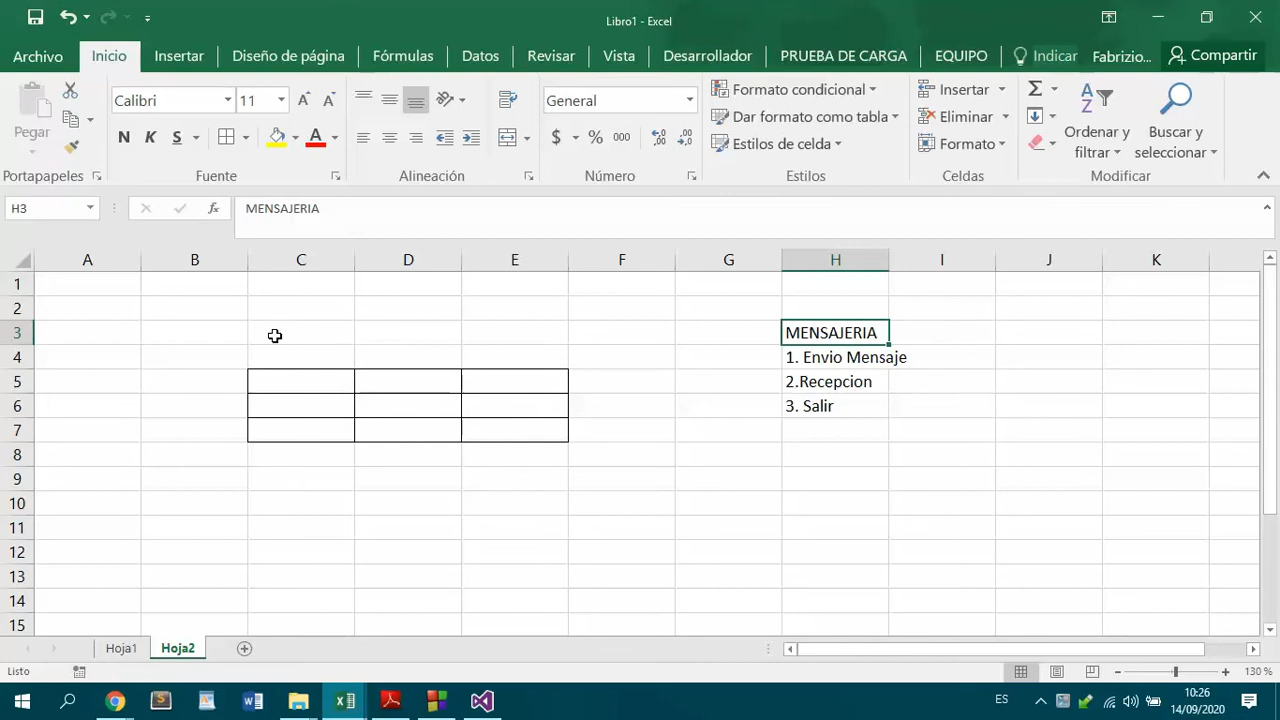 Libro1 - Excel
Archivo Inicio Insertar Diseño de página Fórmulas Datos Revisar Vista Desarrollador PRUEBA DE CARGA EQUIPO Indicar Fabrizio... Compartir
Pegar
Calibri 11
N K S
General
$ % 000
Formato condicional
Dar formato como tabla
Estilos de celda
Insertar
Eliminar
Formato
Ordenar y filtrar
Buscar y seleccionar
Portapapeles Fuente Alineación Número Estilos Celdas Modificar
H3 fx MENSAJERIA
A B C D E F G H I J K
1
2
3 MENSAJERIA
4 1. Envio Mensaje
5 2.Recepcion
6 3. Salir
7
8
9
10
11
12
13
14
15
Hoja1 Hoja2
Listo 130 %
ES 10:26
14/09/2020